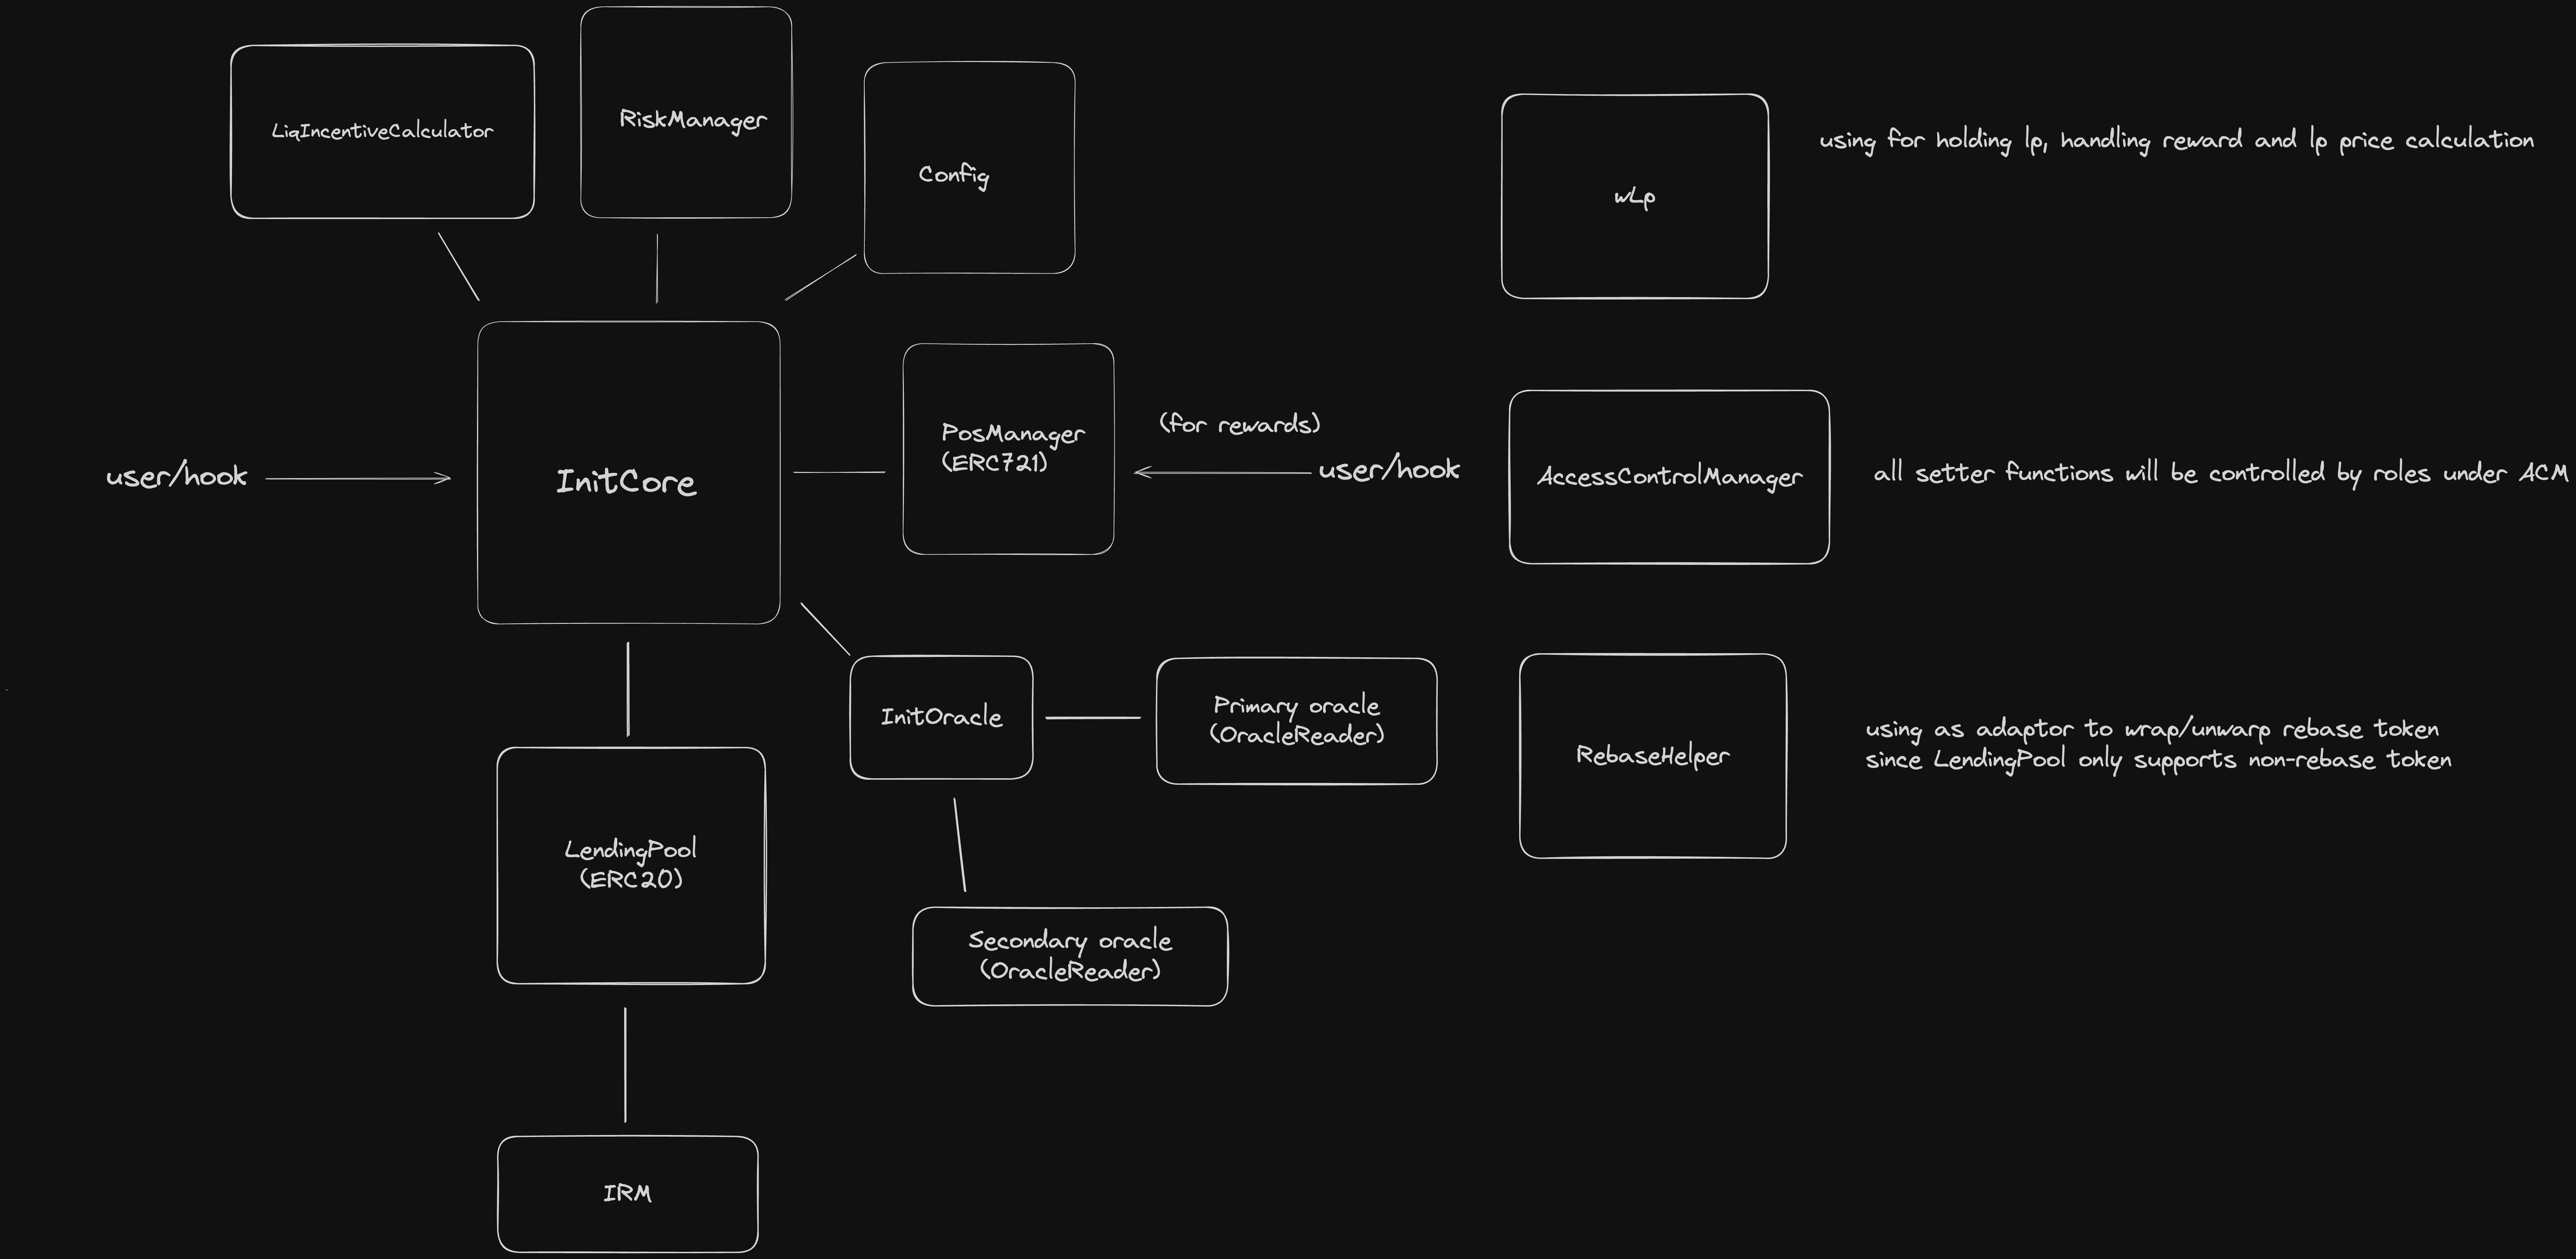 LiqIncentiveCalculator
RiskManager
Config
wLp
using for holding lp, handling reward and lp price calculation
user/hook
InitCore
PosManager
(ERC721)
(for rewards)
user/hook
AccessControlManager
all setter functions will be controlled by roles under ACM
InitOracle
Primary oracle
(OracleReader)
RebaseHelper
using as adaptor to wrap/unwarp rebase token
since LendingPool only supports non-rebase token
LendingPool
(ERC20)
Secondary oracle
(OracleReader)
IRM